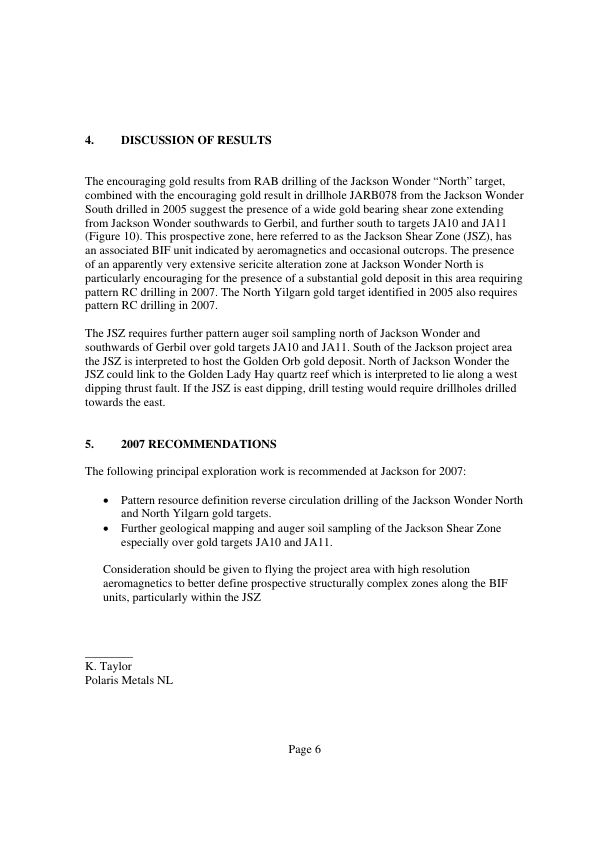 4. DISCUSSION OF RESULTS
The encouraging gold results from RAB drilling of the Jackson Wonder “North” target,
combined with the encouraging gold result in drillhole JARB078 from the Jackson Wonder
South drilled in 2005 suggest the presence of a wide gold bearing shear zone extending
from Jackson Wonder southwards to Gerbil, and further south to targets JA10 and JA11
(Figure 10). This prospective zone, here referred to as the Jackson Shear Zone (JSZ), has
an associated BIF unit indicated by aeromagnetics and occasional outcrops. The presence
of an apparently very extensive sericite alteration zone at Jackson Wonder North is
particularly encouraging for the presence of a substantial gold deposit in this area requiring
pattern RC drilling in 2007. The North Yilgarn gold target identified in 2005 also requires
pattern RC drilling in 2007.
The JSZ requires further pattern auger soil sampling north of Jackson Wonder and
southwards of Gerbil over gold targets JA10 and JA11. South of the Jackson project area
the JSZ is interpreted to host the Golden Orb gold deposit. North of Jackson Wonder the
JSZ could link to the Golden Lady Hay quartz reef which is interpreted to lie along a west
dipping thrust fault. If the JSZ is east dipping, drill testing would require drillholes drilled
towards the east.
5. 2007 RECOMMENDATIONS
The following principal exploration work is recommended at Jackson for 2007:
• Pattern resource definition reverse circulation drilling of the Jackson Wonder North
and North Yilgarn gold targets.
• Further geological mapping and auger soil sampling of the Jackson Shear Zone
especially over gold targets JA10 and JA11.
Consideration should be given to flying the project area with high resolution
aeromagnetics to better define prospective structurally complex zones along the BIF
units, particularly within the JSZ
________
K. Taylor
Polaris Metals NL
Page 6